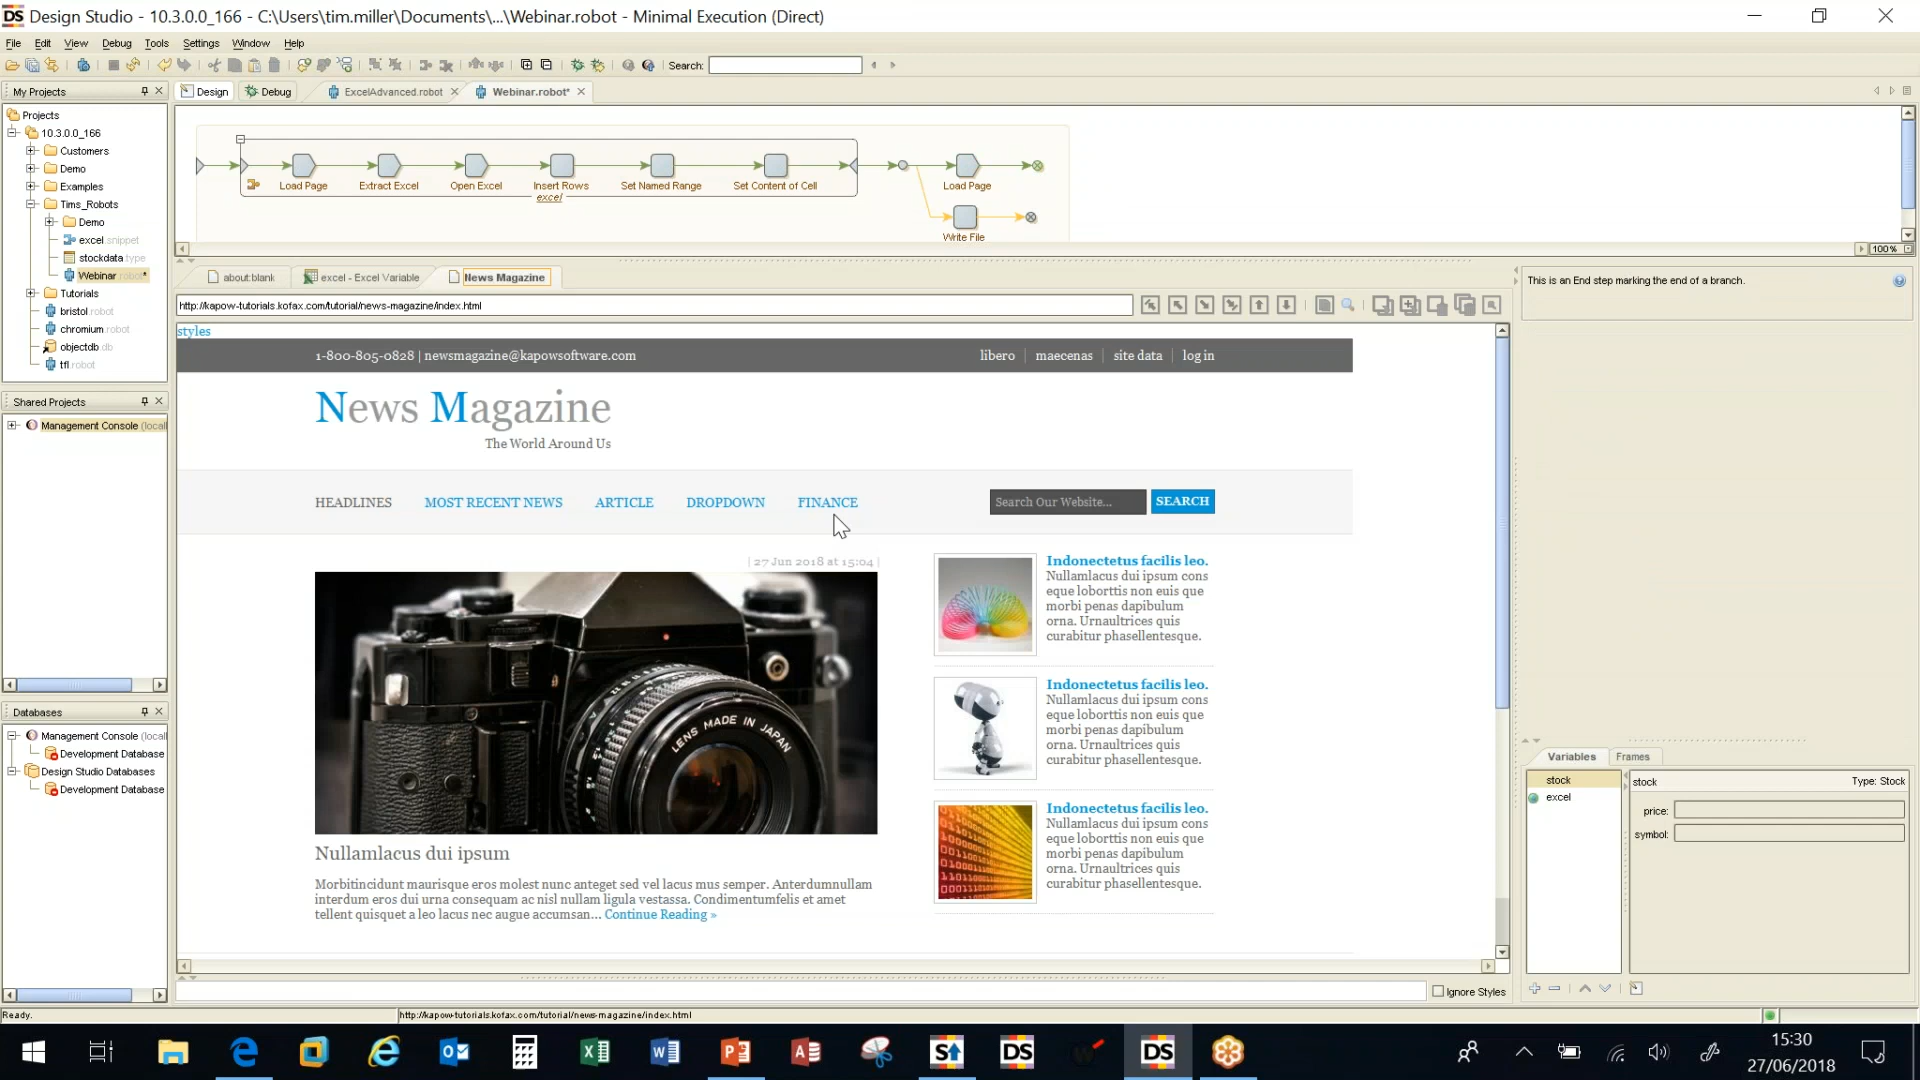 DS Design Studio - 10.3.0.0_166 - C:\Users\tim.miller\Documents\...\Webinar.robot - Minimal Execution (Direct)
File Edit View Debug Tools Settings Window Help
Search:
My Projects
Design Debug ExcelAdvanced.robot Webinar.robot*
Projects
10.3.0.0_166
Customers
Demo
Examples
Tims_Robots
Demo
excel.snippet
stockdata.type
Webinar.robot*
Tutorials
bristol.robot
chromium.robot
objectdb.db
tfl.robot
Load Page Extract Excel Open Excel Insert Rows Set Named Range Set Content of Cell Load Page
excel
Write File
100%
about:blank excel - Excel Variable News Magazine
http://kapow-tutorials.kofax.com/tutorial/news-magazine/index.html
This is an End step marking the end of a branch.
styles
1-800-805-0828 | newsmagazine@kapowsoftware.com
libero maecenas site data log in
News Magazine
The World Around Us
HEADLINES MOST RECENT NEWS ARTICLE DROPDOWN FINANCE
Search Our Website... SEARCH
| 27 Jun 2018 at 15:04 |
LENS MADE IN JAPAN
Nullamlacus dui ipsum
Morbitincidunt maurisque eros molest nunc anteget sed vel lacus mus semper. Anterdumnullam
interdum eros dui urna consequam ac nisl nullam ligula vestassa. Condimentumfelis et amet
tellent quisquet a leo lacus nec augue accumsan... Continue Reading »
Indonectetus facilis leo.
Nullamlacus dui ipsum cons
eque loborttis non euis que
morbi penas dapibulum
orna. Urnaultrices quis
curabitur phasellentesque.
Indonectetus facilis leo.
Nullamlacus dui ipsum cons
eque loborttis non euis que
morbi penas dapibulum
orna. Urnaultrices quis
curabitur phasellentesque.
Indonectetus facilis leo.
Nullamlacus dui ipsum cons
eque loborttis non euis que
morbi penas dapibulum
orna. Urnaultrices quis
curabitur phasellentesque.
Shared Projects
Management Console (locall
Databases
Management Console (locall
Development Database
Design Studio Databases
Development Database
Variables Frames
stock
excel
stock Type: Stock
price:
symbol:
Ignore Styles
Ready.
http://kapow-tutorials.kofax.com/tutorial/news-magazine/index.html
DS
DS
15:30
27/06/2018